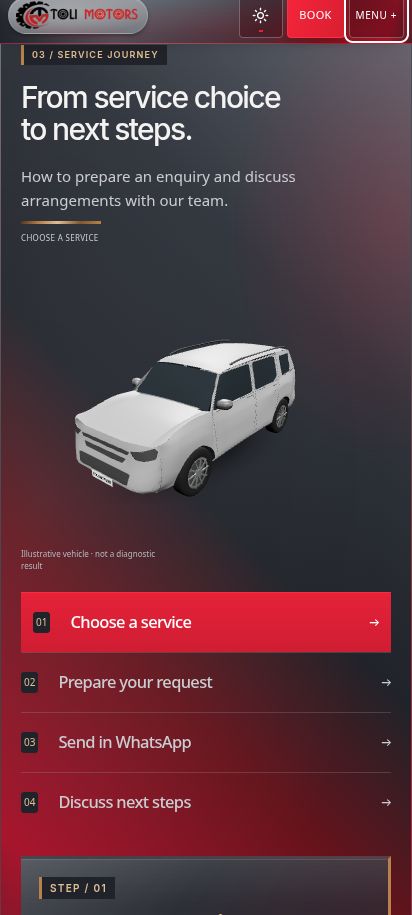 TOLI MOTORS
BOOK
MENU +
03 / SERVICE JOURNEY
From service choice
to next steps.
How to prepare an enquiry and discuss
arrangements with our team.
CHOOSE A SERVICE
Illustrative vehicle · not a diagnostic
result
01 Choose a service →
02 Prepare your request →
03 Send in WhatsApp →
04 Discuss next steps →
STEP / 01